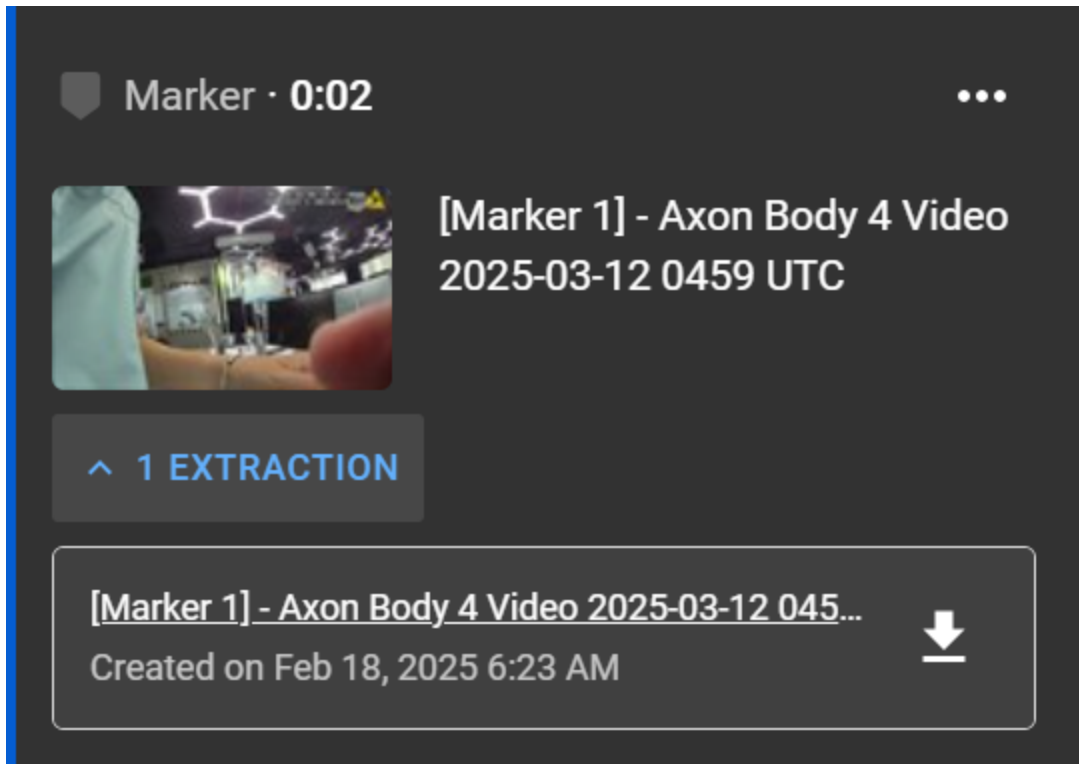 Marker · 0:02
[Marker 1] - Axon Body 4 Video
2025-03-12 0459 UTC
1 EXTRACTION
[Marker 1] - Axon Body 4 Video 2025-03-12 045...
Created on Feb 18, 2025 6:23 AM